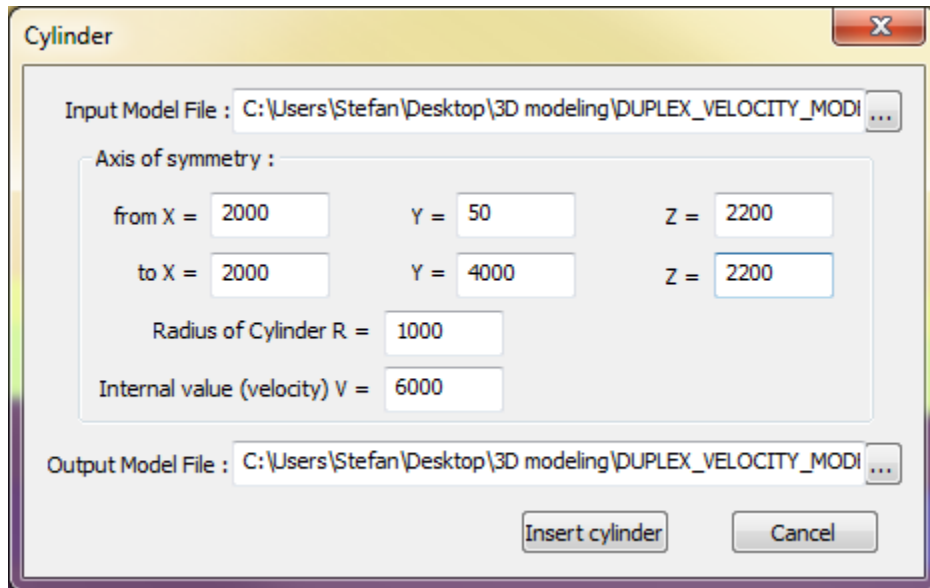 Cylinder
Input Model File : C:\Users\Stefan\Desktop\3D modeling\DUPLEX_VELOCITY_MOD ...
Axis of symmetry :
from X = 2000 Y = 50 Z = 2200
to X = 2000 Y = 4000 Z = 2200
Radius of Cylinder R = 1000
Internal value (velocity) V = 6000
Output Model File : C:\Users\Stefan\Desktop\3D modeling\DUPLEX_VELOCITY_MOD ...
Insert cylinder Cancel